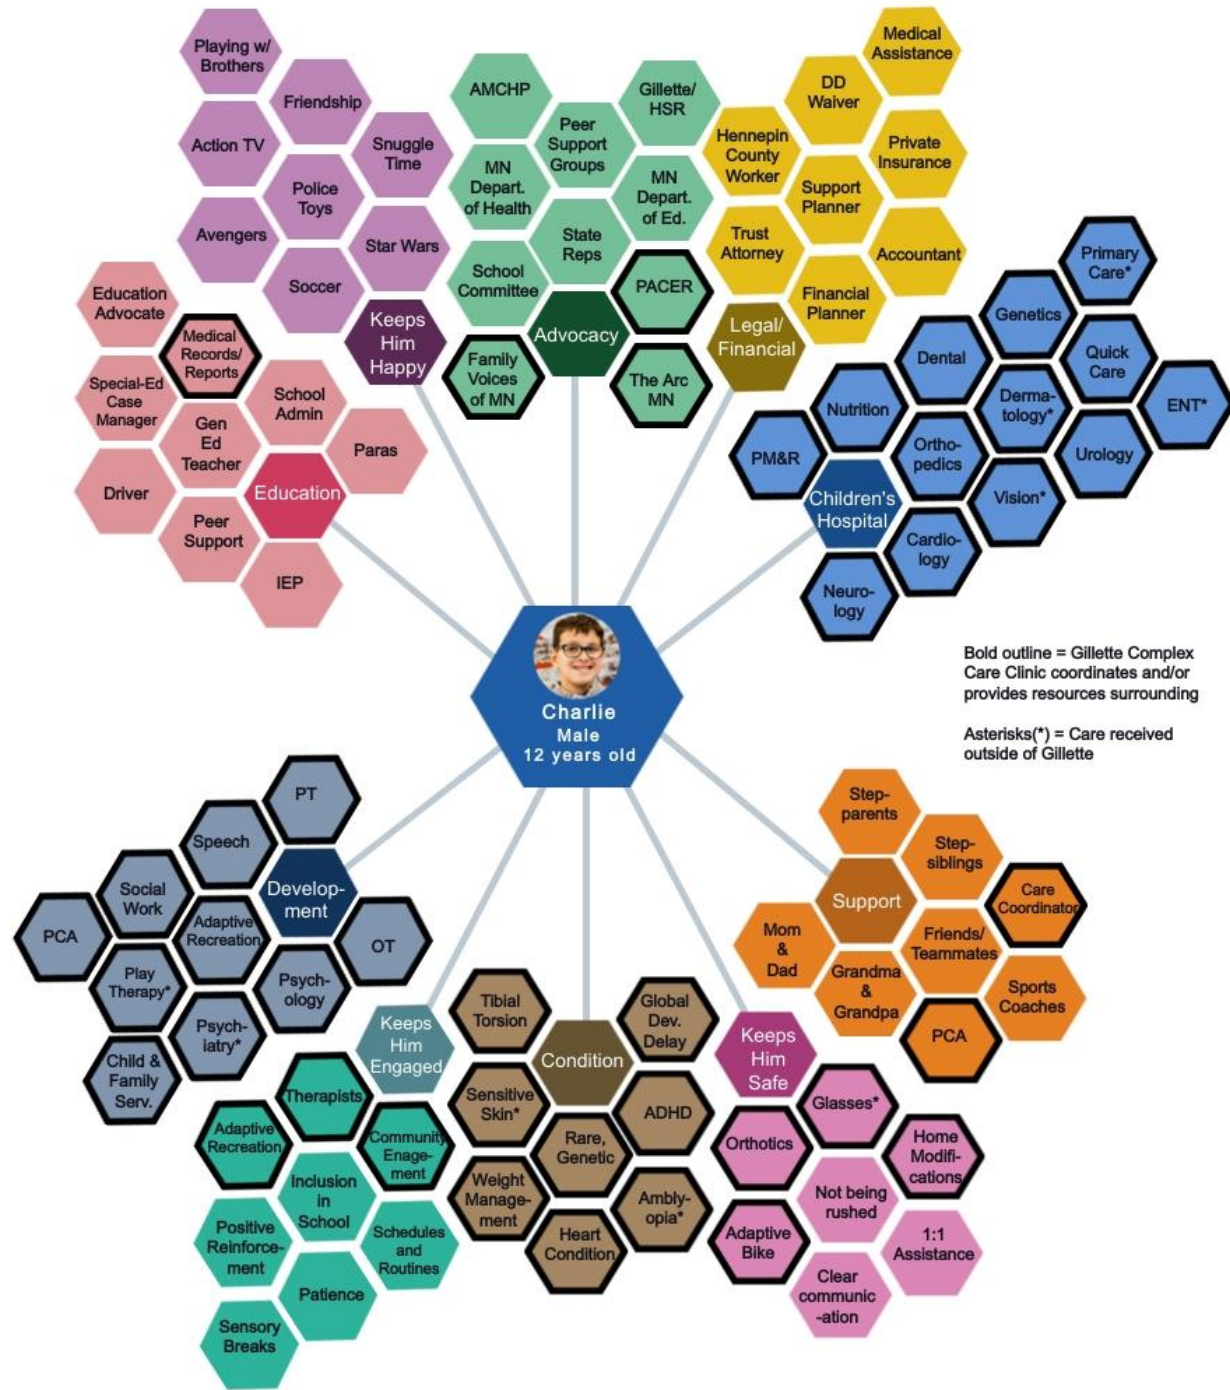 Playing w/
Brothers
Friendship
Action TV
Snuggle
Time
Police
Toys
Avengers
Star Wars
Soccer
Keeps
Him
Happy
AMCHP
Gillette/
HSR
Peer
Support
Groups
MN
Depart.
of Health
MN
Depart.
of Ed.
State
Reps
School
Committee
PACER
Advocacy
Family
Voices
of MN
The Arc
MN
Medical
Assistance
DD
Waiver
Hennepin
County
Worker
Private
Insurance
Support
Planner
Trust
Attorney
Accountant
Financial
Planner
Legal/
Financial
Education
Advocate
Medical
Records/
Reports
Special-Ed
Case
Manager
School
Admin
Gen
Ed
Teacher
Paras
Driver
Education
Peer
Support
IEP
Primary
Care*
Genetics
Dental
Quick
Care
Nutrition
Derma-
tology*
ENT*
PM&R
Ortho-
pedics
Urology
Children's
Hospital
Vision*
Cardio-
logy
Neuro-
logy
Charlie
Male
12 years old
Bold outline = Gillette Complex
Care Clinic coordinates and/or
provides resources surrounding
Asterisks(*) = Care received
outside of Gillette
PT
Speech
Social
Work
Develop-
ment
PCA
Adaptive
Recreation
OT
Play
Therapy*
Psych-
ology
Psych-
iatry*
Child &
Family
Serv.
Keeps
Him
Engaged
Therapists
Adaptive
Recreation
Community
Enage-
ment
Inclusion
in
School
Positive
Reinforce-
ment
Schedules
and
Routines
Patience
Sensory
Breaks
Tibial
Torsion
Global
Dev.
Delay
Condition
Sensitive
Skin*
ADHD
Rare,
Genetic
Weight
Manage-
ment
Ambly-
opia*
Heart
Condition
Keeps
Him
Safe
Glasses*
Orthotics
Home
Modifi-
cations
Not being
rushed
Adaptive
Bike
1:1
Assistance
Clear
communic
-ation
Step-
parents
Step-
siblings
Support
Care
Coordinator
Mom
&
Dad
Friends/
Teammates
Grandma
&
Grandpa
Sports
Coaches
PCA